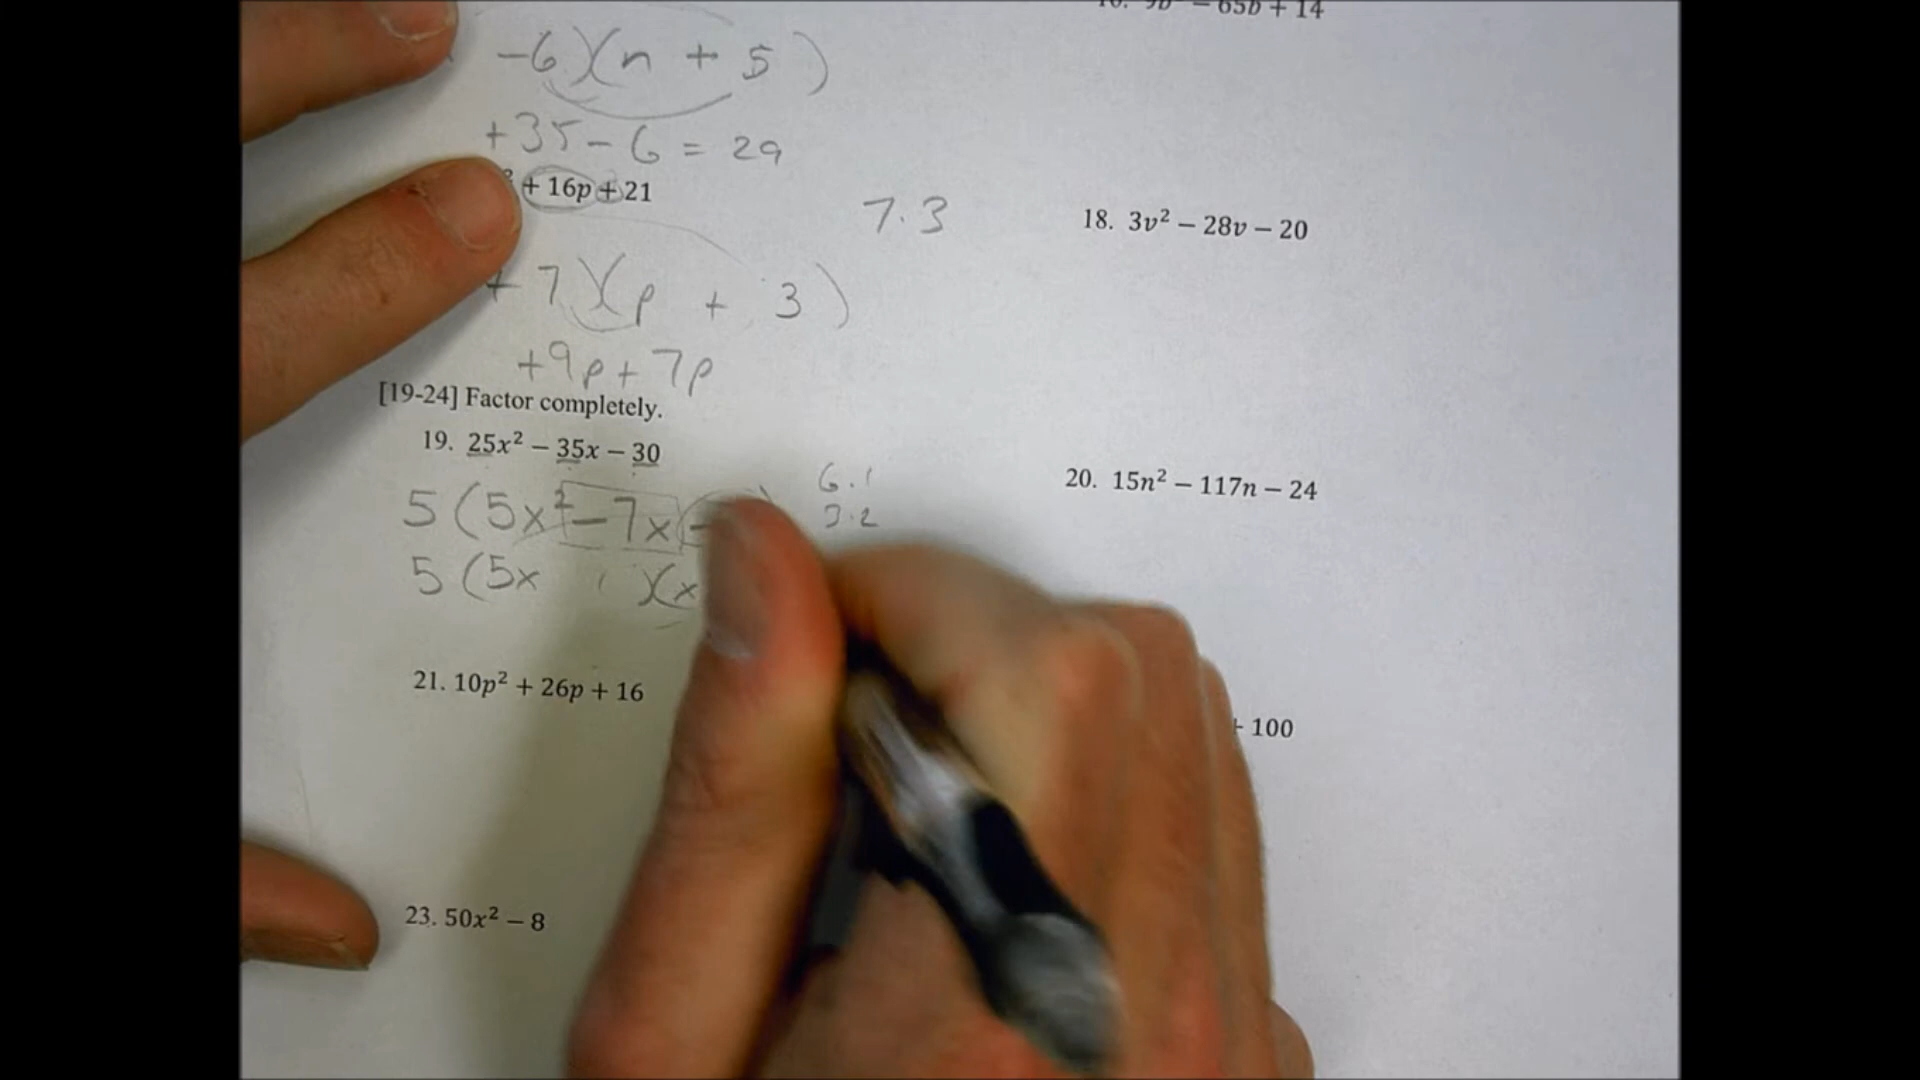 − 65b + 14
−6)(n + 5)
+35 − 6 = 29
+ 16p + 21
7·3
18. 3v² − 28v − 20
+ 7)(p + 3)
+9p + 7p
[19-24] Factor completely.
19. 25x² − 35x − 30
6·1
3·2
20. 15n² − 117n − 24
5(5x² − 7x −
5(5x )(x
21. 10p² + 26p + 16
+ 100
23. 50x² − 8